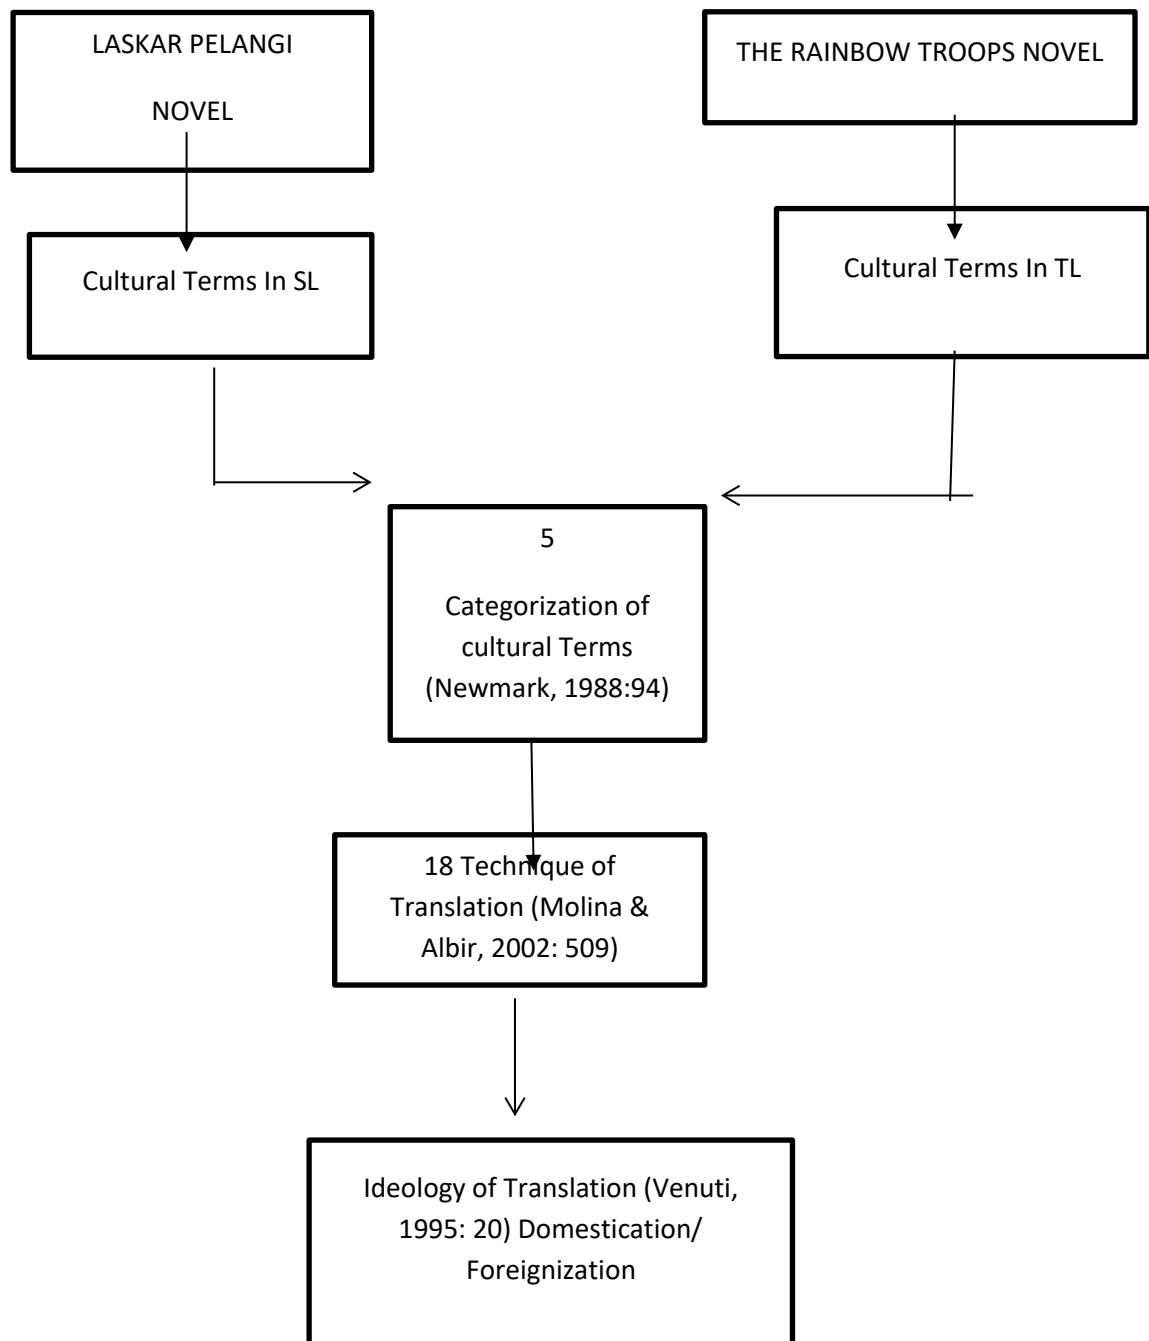 LASKAR PELANGI
NOVEL
THE RAINBOW TROOPS NOVEL
Cultural Terms In SL
Cultural Terms In TL
5
Categorization of
cultural Terms
(Newmark, 1988:94)
18 Technique of
Translation (Molina &
Albir, 2002: 509)
Ideology of Translation (Venuti,
1995: 20) Domestication/
Foreignization